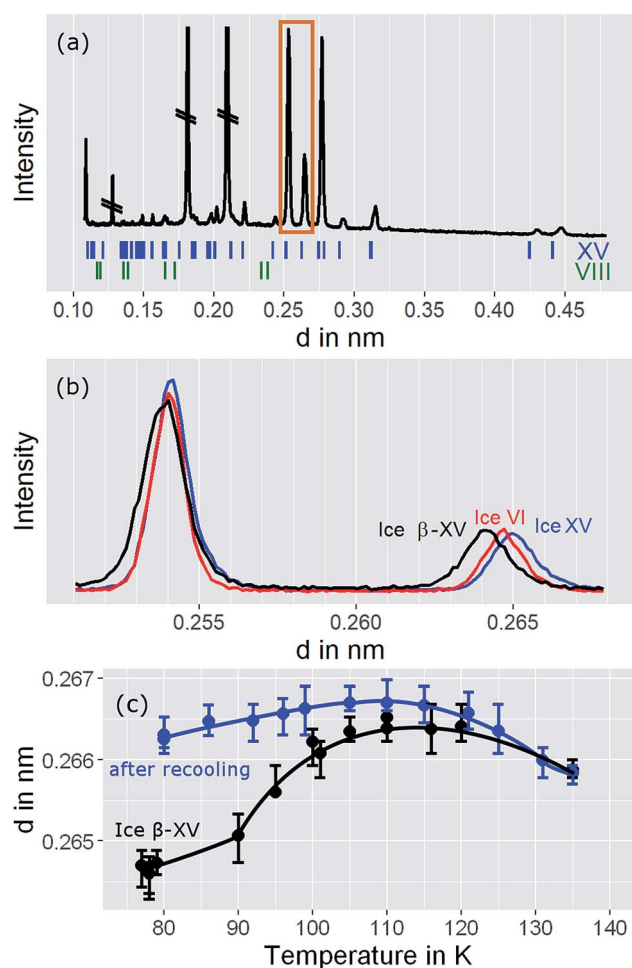 (a)
Intensity
XV
VIII
0.10 0.15 0.20 0.25 0.30 0.35 0.40 0.45
d in nm
(b)
Intensity
Ice β-XV
Ice VI
Ice XV
0.255 0.260 0.265
d in nm
(c)
0.267
0.266
0.265
d in nm
after recooling
Ice β-XV
80 90 100 110 120 130 140
Temperature in K